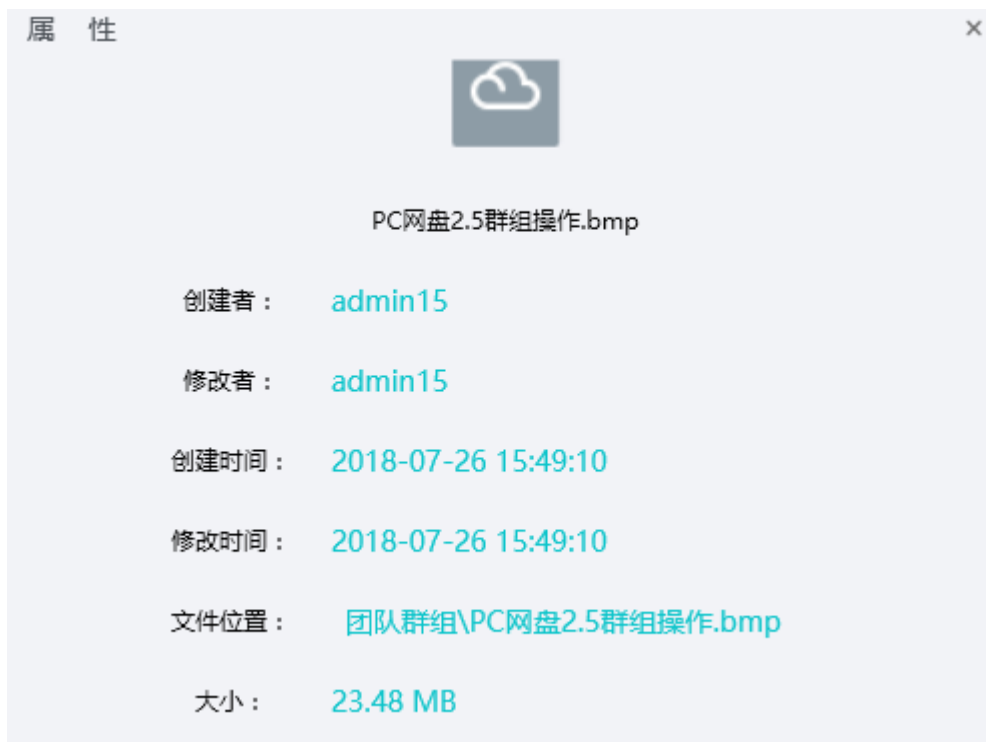 属 性 ×
PC网盘2.5群组操作.bmp
创建者： admin15
修改者： admin15
创建时间： 2018-07-26 15:49:10
修改时间： 2018-07-26 15:49:10
文件位置： 团队群组\PC网盘2.5群组操作.bmp
大小： 23.48 MB